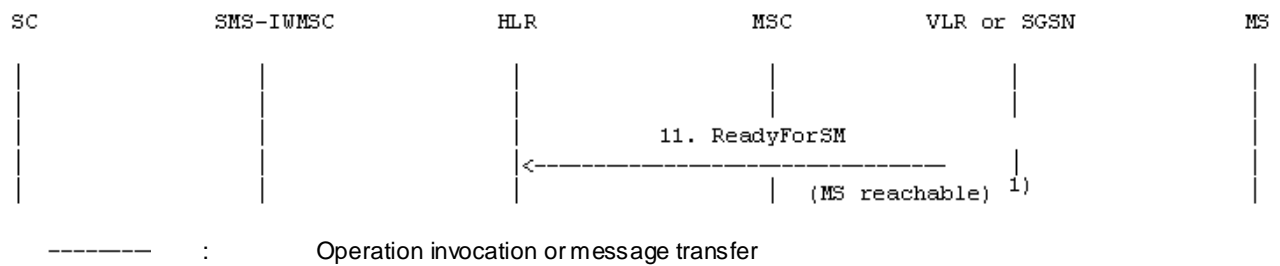 SC SMS-IWMSC HLR MSC VLR or SGSN MS
11. ReadyForSM
(MS reachable) 1)
: Operation invocation or message transfer